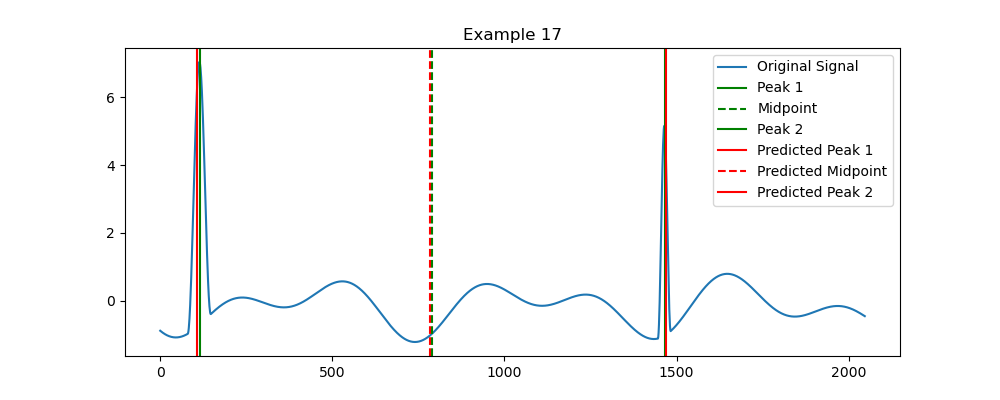 Example 17
Original Signal
Peak 1
Midpoint
Peak 2
Predicted Peak 1
Predicted Midpoint
Predicted Peak 2
6
4
2
0
0 500 1000 1500 2000